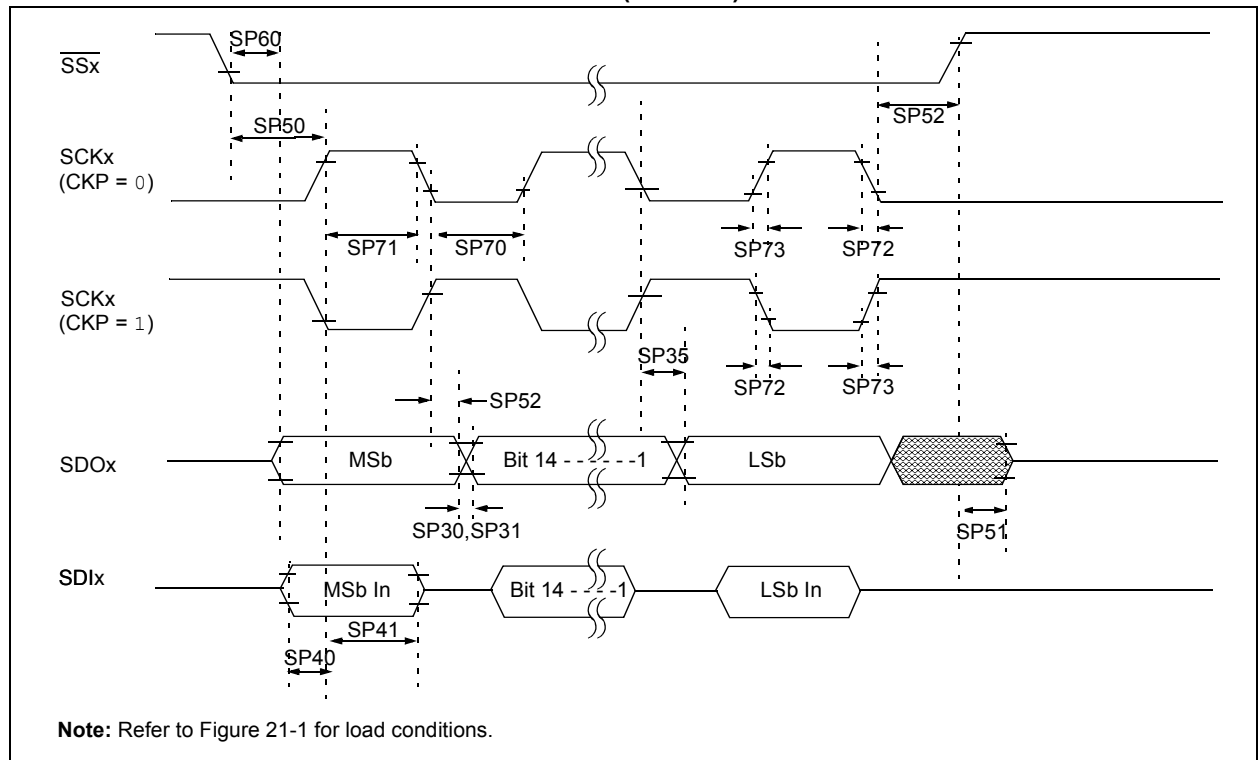 SP60
SSx
SP52
SP50
SCKx
(CKP = 0)
SP71
SP70
SP73
SP72
SCKx
(CKP = 1)
SP35
SP72
SP73
SP52
SDOx
MSb
Bit 14 - - - - - -1
LSb
SP30,SP31
SP51
SDIx
MSb In
Bit 14 - - - -1
LSb In
SP41
SP40
Note: Refer to Figure 21-1 for load conditions.